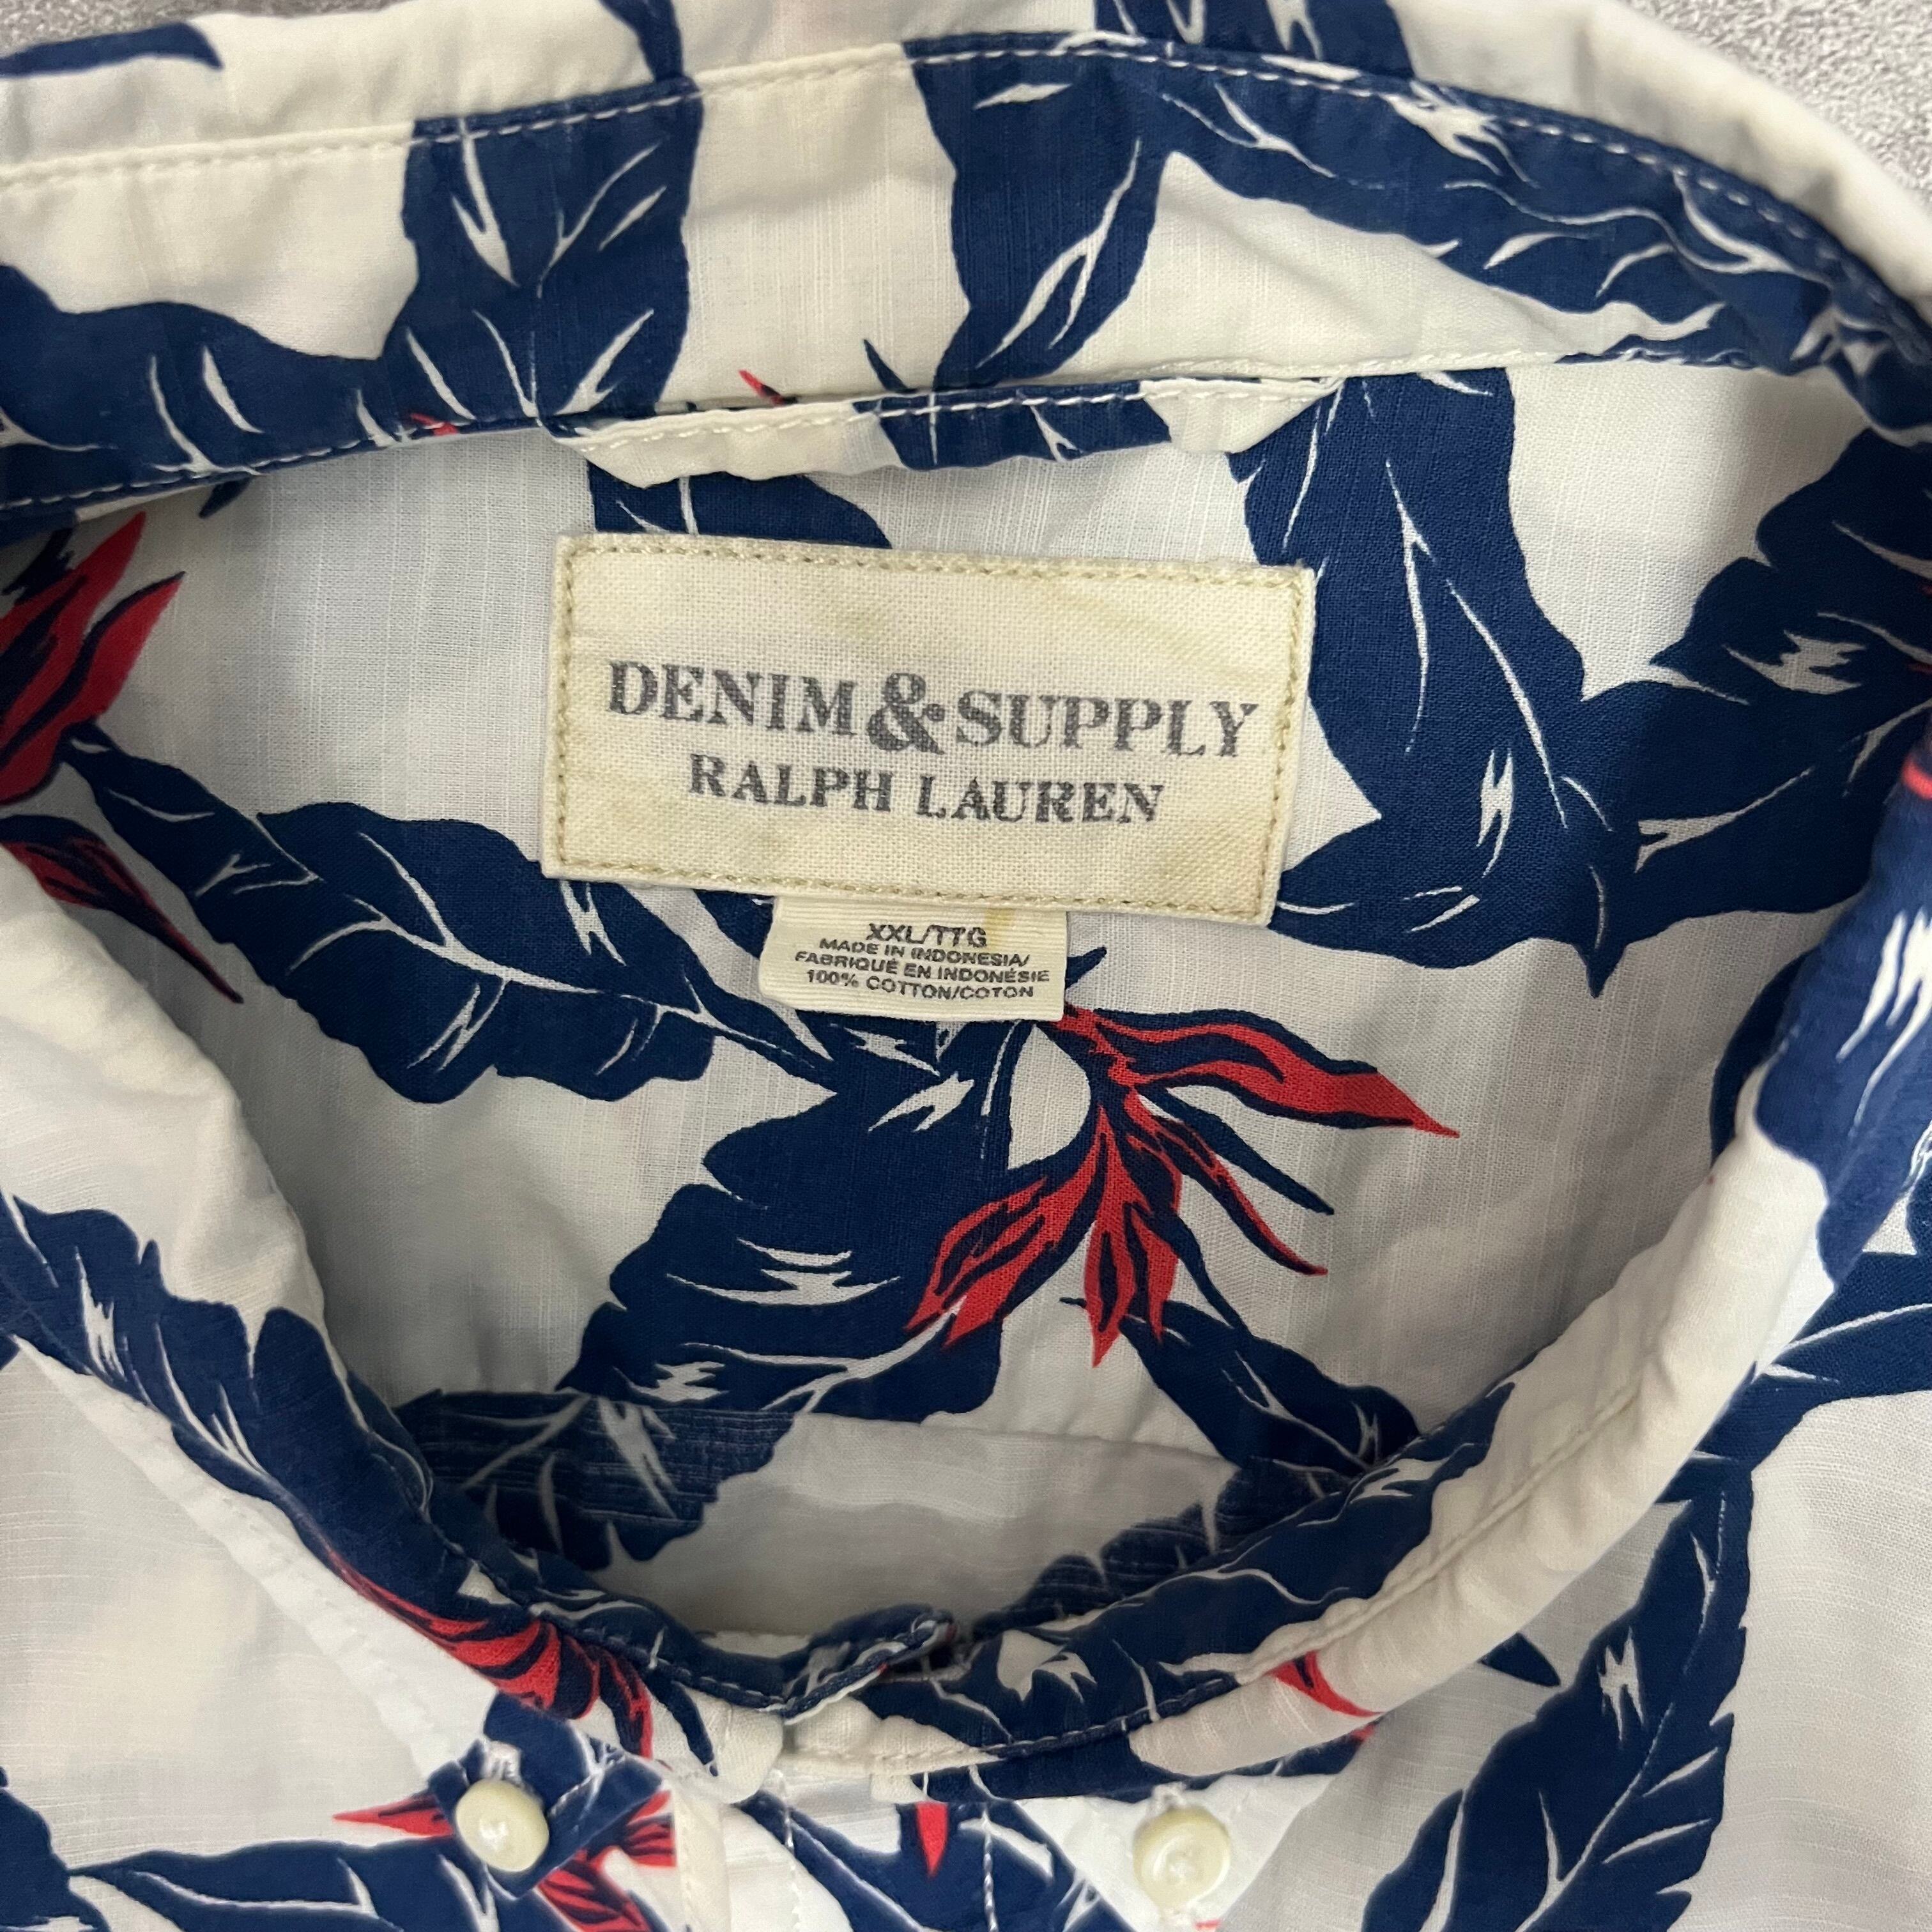 DENIM&SUPPLY
RALPH LAUREN
XXL/TTG
MADE IN INDONESIA/
FABRIQUÉ EN INDONÉSIE
100% COTTON/COTON